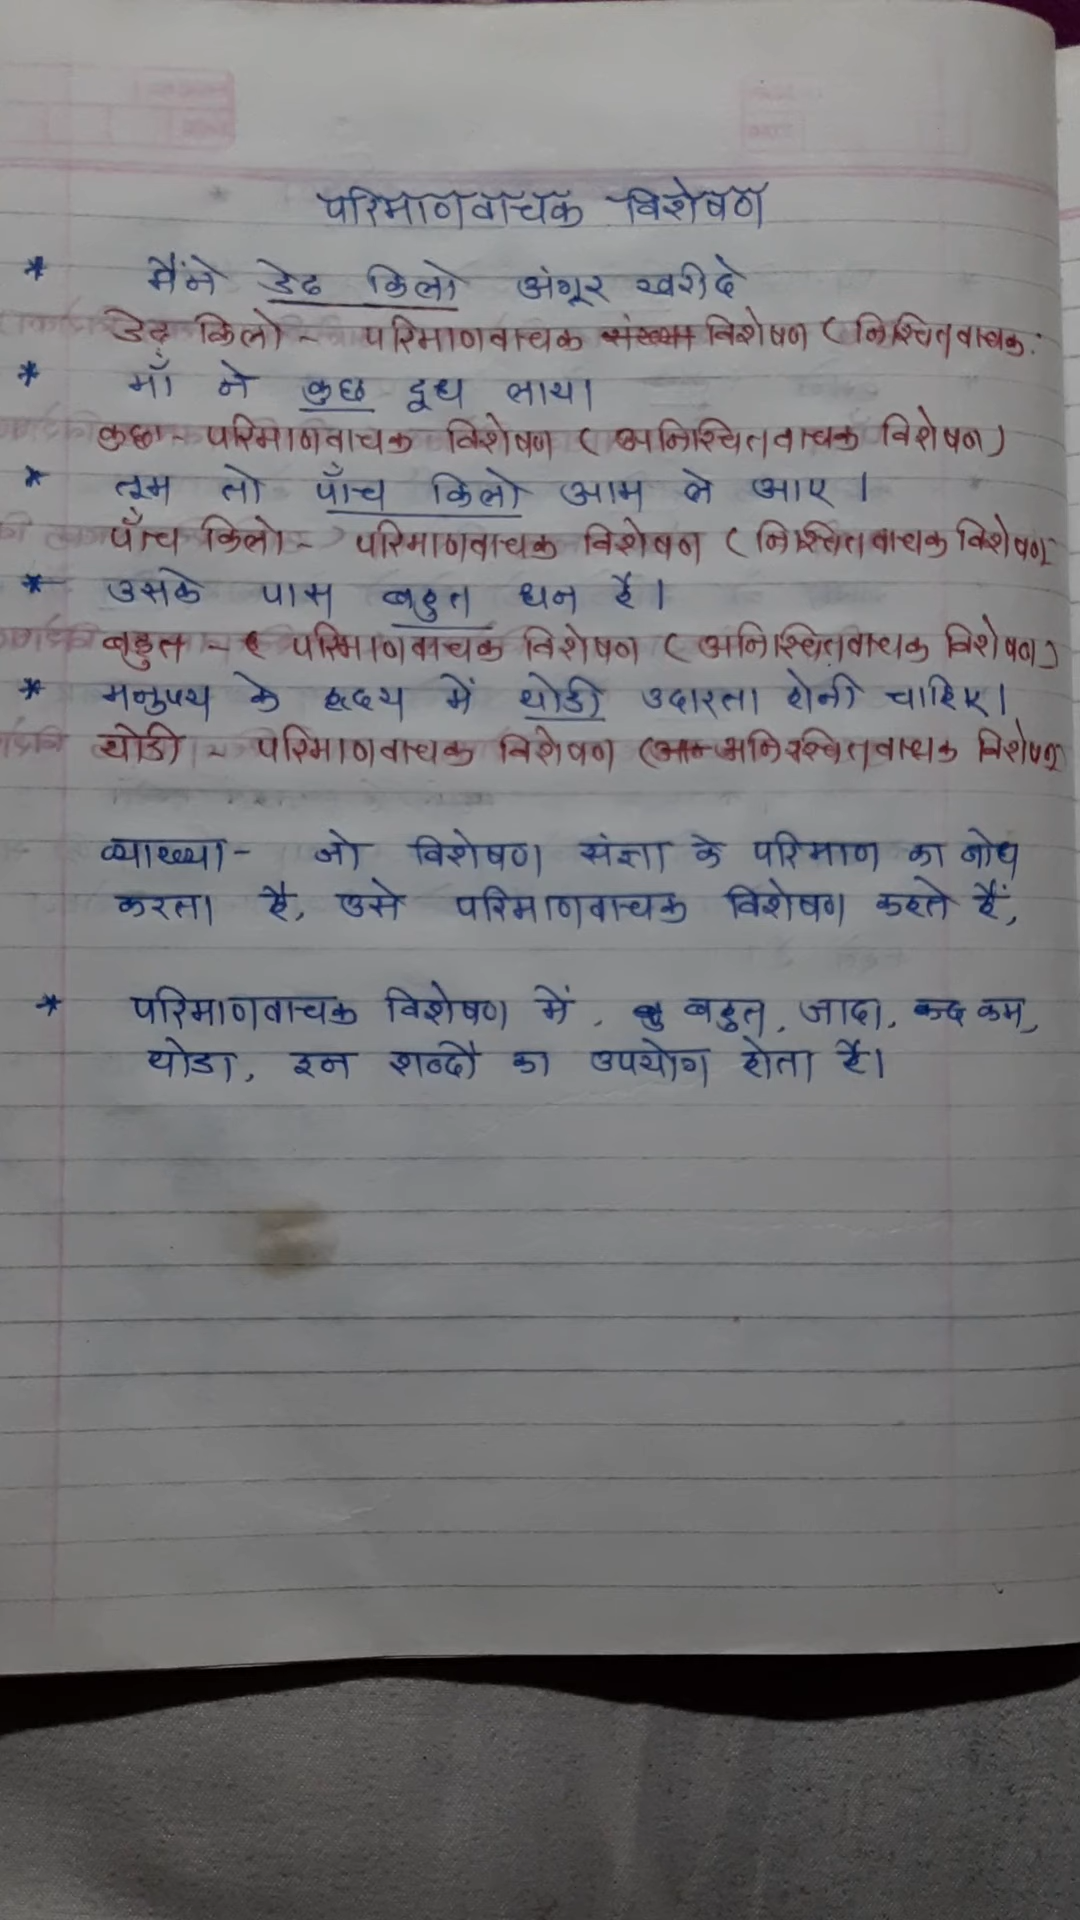 परिमाणवाचक विशेषण
* मैंने डेढ किलो अंगूर खरीदे
डेढ़ किलो - परिमाणवाचक संख्या विशेषण (निश्चितवाचक.
* माँ ने कुछ दूध लाया।
कुछ - परिमाणवाचक विशेषण (अनिश्चितवाचक विशेषण)
* तूम तो पाँच किलो आम ले आए ।
पाँच किलो - परिमाणवाचक विशेषण (निश्चितवाचक विशेषण)
* उसके पास बहुत धन है।
बहुत - परिमाणवाचक विशेषण (अनिश्चितवाचक विशेषण)
* मनुष्य के हृदय में थोडी उदारता होनी चाहिए।
थोडी - परिमाणवाचक विशेषण (अनिश्चितवाचक विशेषण
व्याख्या - जो विशेषण संज्ञा के परिमाण का बोध
करता है, उसे परिमाणवाचक विशेषण कहते हैं,
* परिमाणवाचक विशेषण में, बहुत, जादा, कम,
थोडा, इन शब्दों का उपयोग होता है।